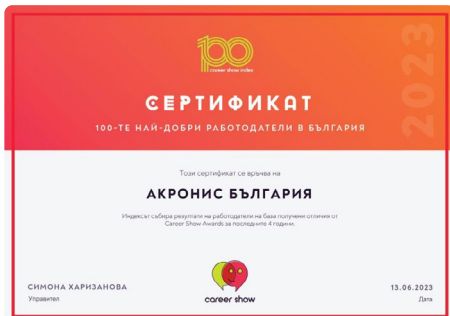 100
career show index
2023
СЕРТИФИКАТ
100-ТЕ НАЙ-ДОБРИ РАБОТОДАТЕЛИ В БЪЛГАРИЯ
Този сертификат се връчва на
АКРОНИС БЪЛГАРИЯ
Индексът събира резултати на работодатели на база получени отличия от
Career Show Awards за последните 4 години.
СИМОНА ХАРИЗАНОВА
Управител
career show
13.06.2023
Дата